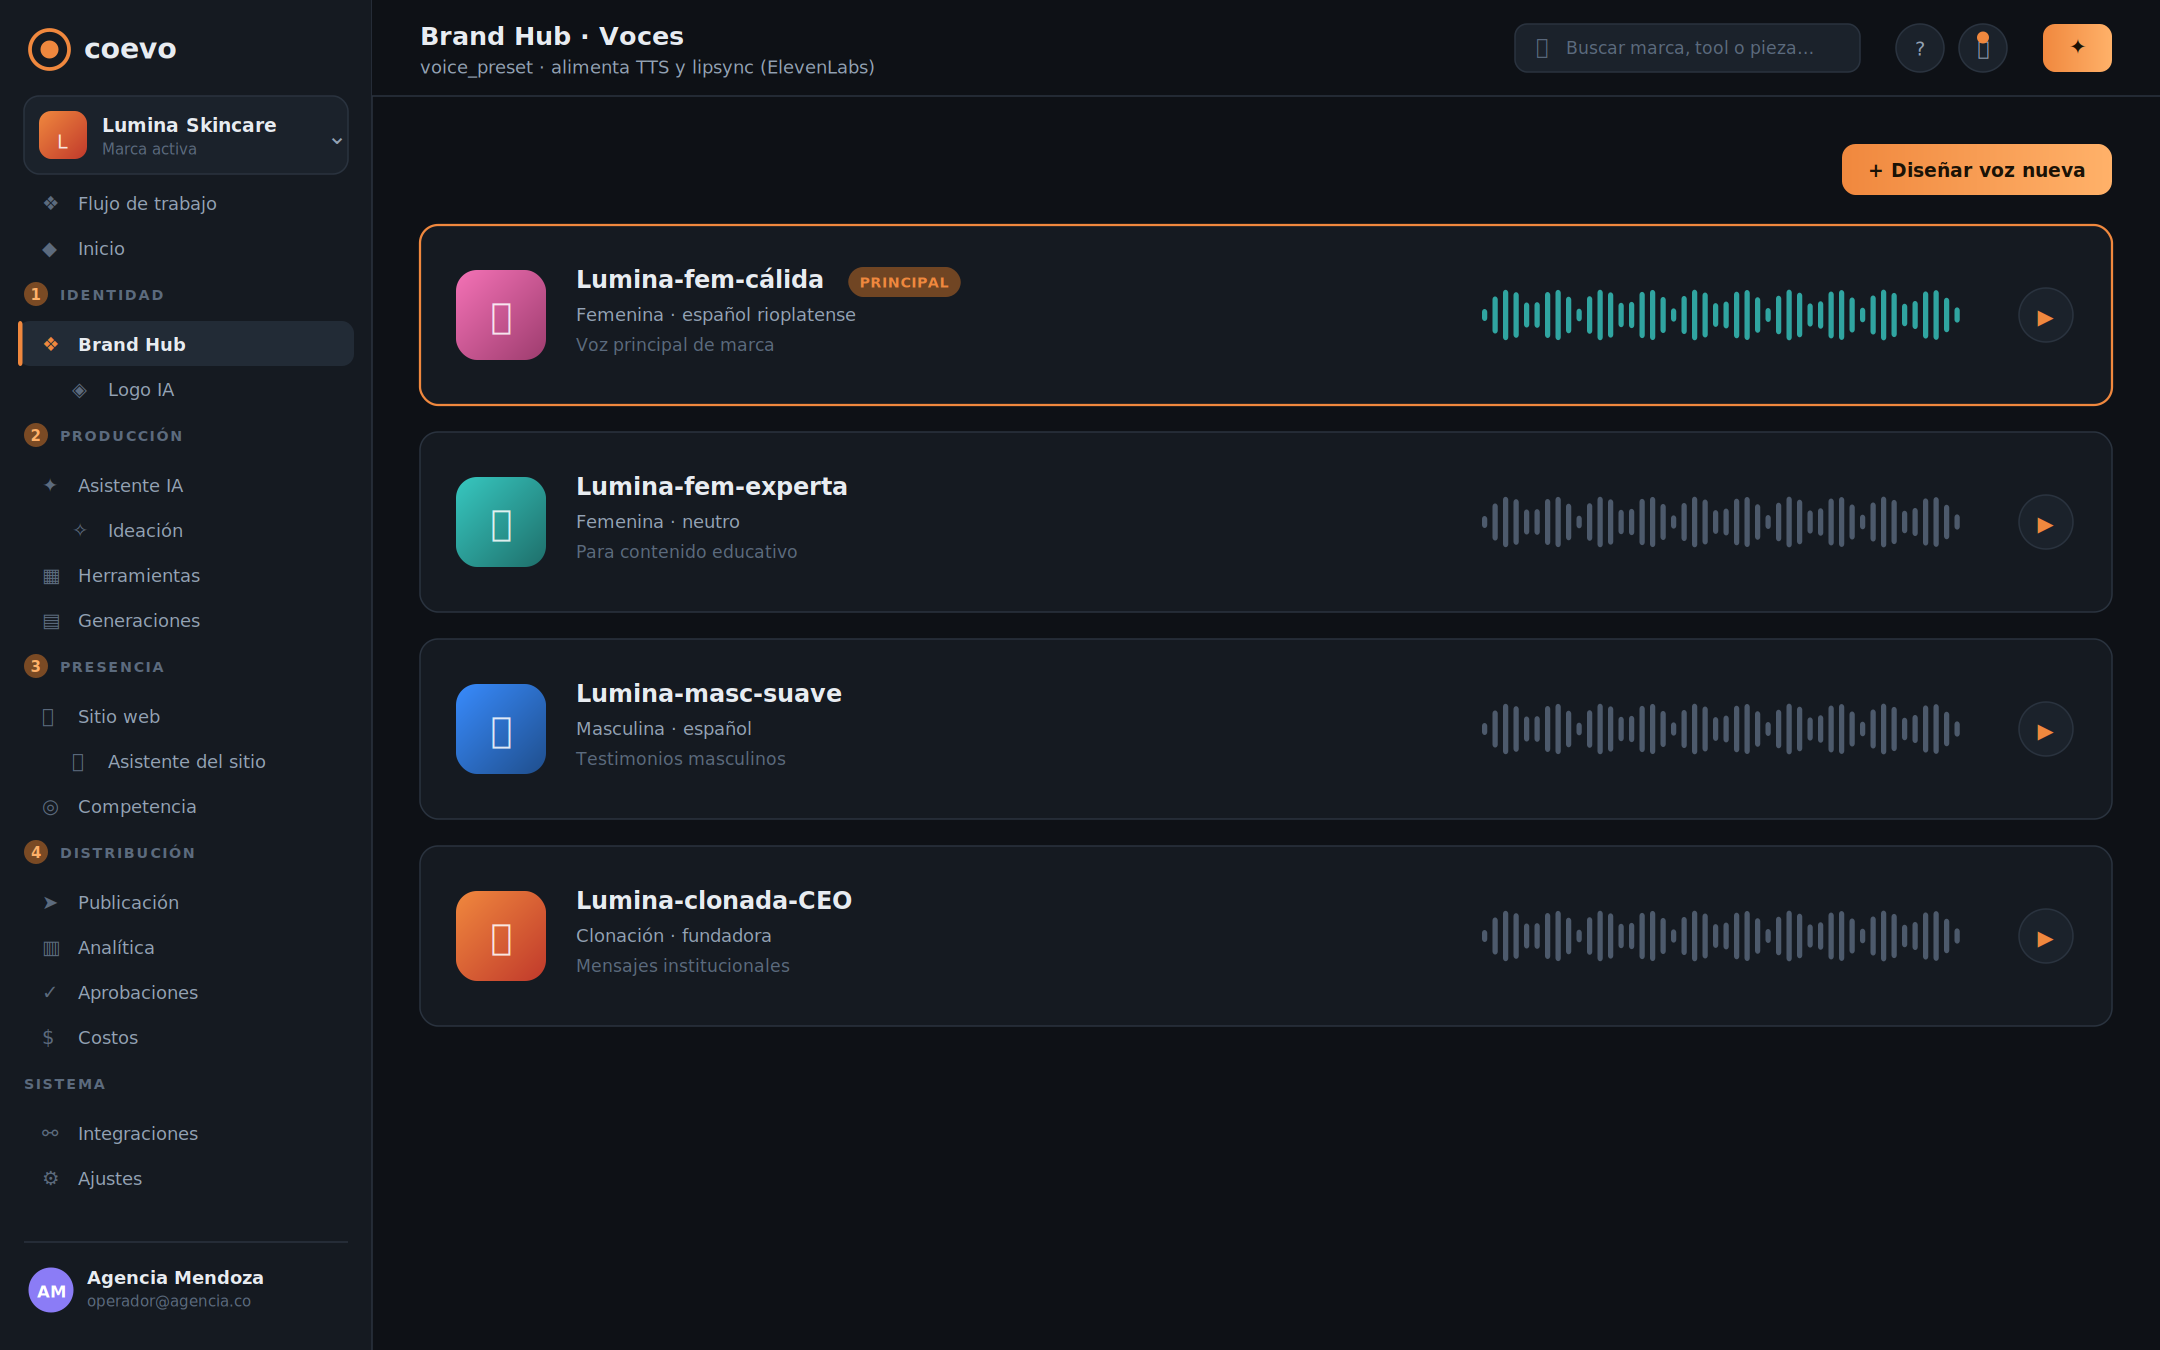 coevo
Lumina Skincare
Marca activa
L
Flujo de trabajo
Inicio
1 IDENTIDAD
Brand Hub
Logo IA
2 PRODUCCIÓN
Asistente IA
Ideación
Herramientas
Generaciones
3 PRESENCIA
Sitio web
Asistente del sitio
Competencia
4 DISTRIBUCIÓN
Publicación
Analítica
Aprobaciones
$ Costos
SISTEMA
Integraciones
Ajustes
AM
Agencia Mendoza
operador@agencia.co
Brand Hub · Voces
voice_preset · alimenta TTS y lipsync (ElevenLabs)
Buscar marca, tool o pieza…
?
+ Diseñar voz nueva
Lumina-fem-cálida PRINCIPAL
Femenina · español rioplatense
Voz principal de marca
Lumina-fem-experta
Femenina · neutro
Para contenido educativo
Lumina-masc-suave
Masculina · español
Testimonios masculinos
Lumina-clonada-CEO
Clonación · fundadora
Mensajes institucionales